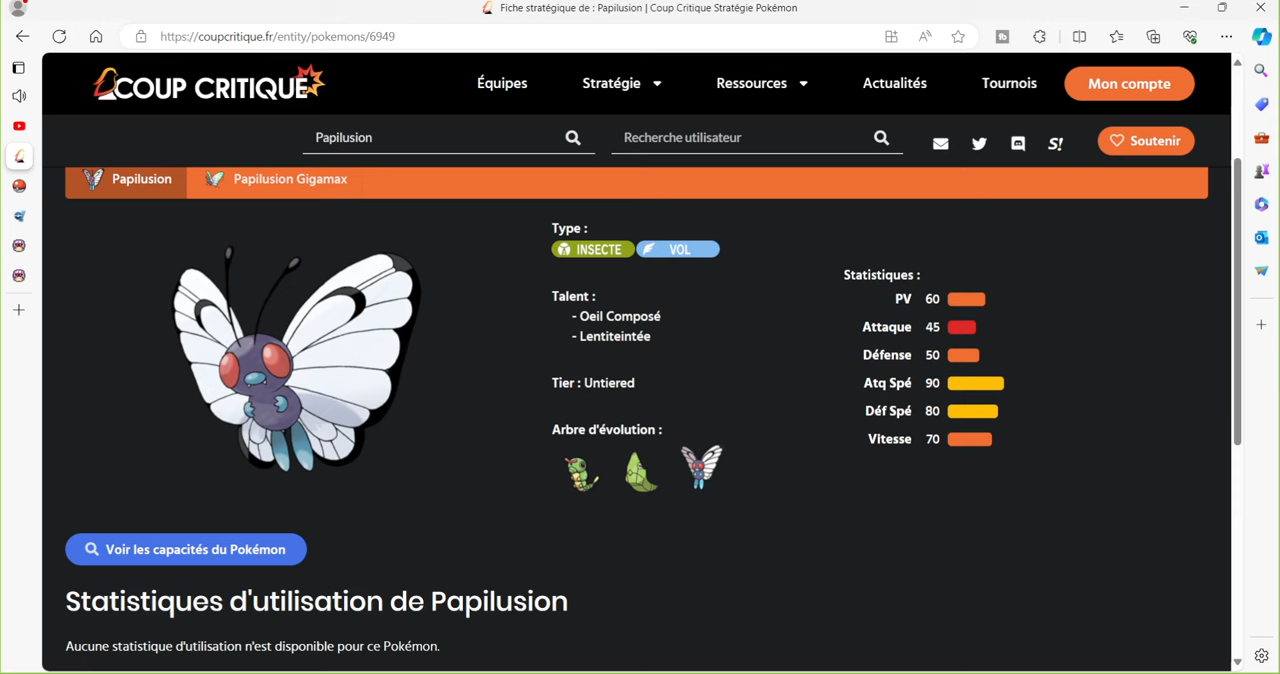 Fiche stratégique de : Papilusion | Coup Critique Stratégie Pokémon
https://coupcritique.fr/entity/pokemons/6949
COUP CRITIQUE
Équipes
Stratégie
Ressources
Actualités
Tournois
Mon compte
Papilusion
Recherche utilisateur
S!
Soutenir
Papilusion
Papilusion Gigamax
Type :
INSECTE
VOL
Talent :
- Oeil Composé
- Lentiteintée
Tier : Untiered
Arbre d'évolution :
Statistiques :
PV 60
Attaque 45
Défense 50
Atq Spé 90
Déf Spé 80
Vitesse 70
Voir les capacités du Pokémon
Statistiques d'utilisation de Papilusion
Aucune statistique d'utilisation n'est disponible pour ce Pokémon.